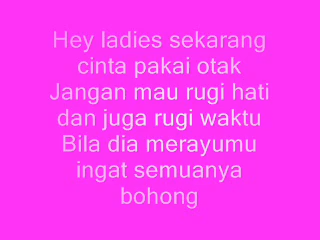 Hey ladies sekarang
cinta pakai otak
Jangan mau rugi hati
dan juga rugi waktu
Bila dia merayumu
ingat semuanya
bohong